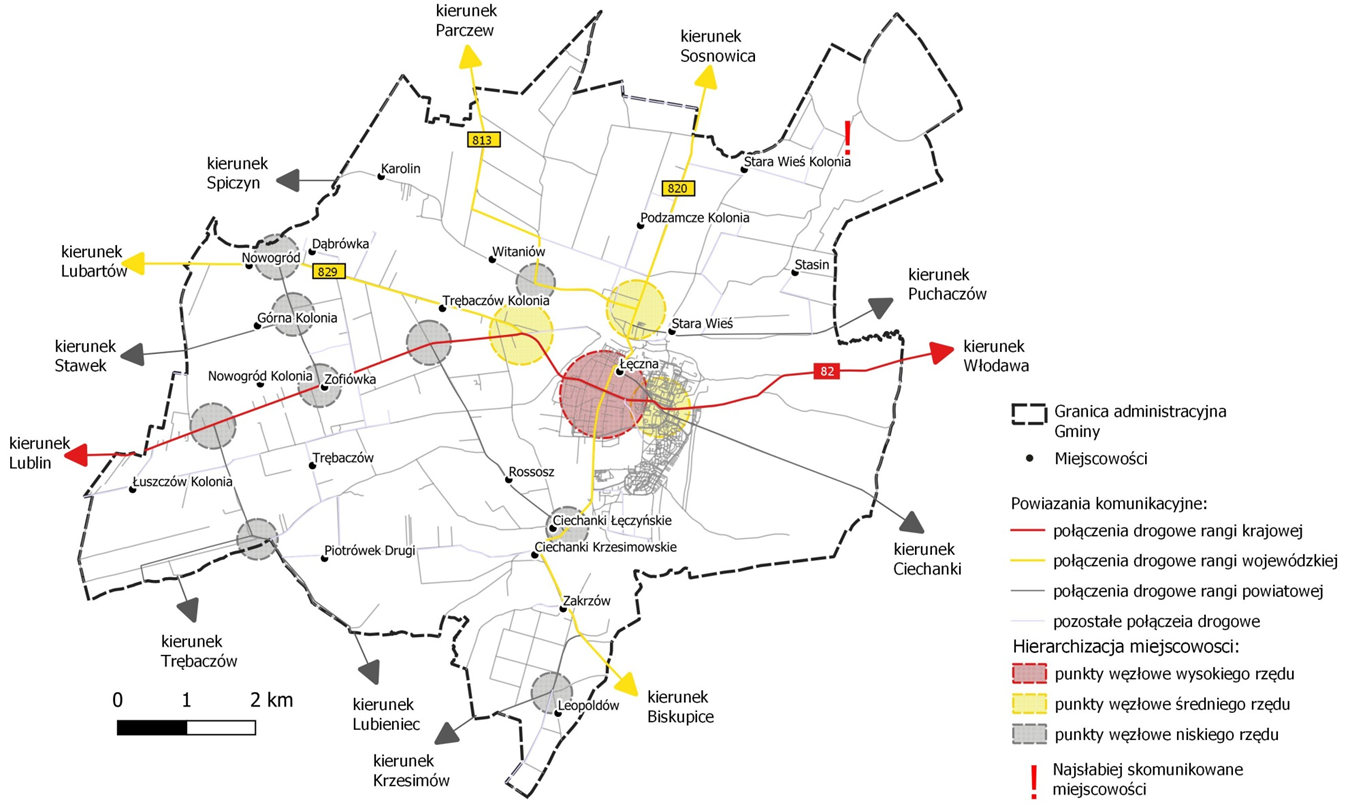 kierunek
Parczew
kierunek
Sosnowica
813
Stara Wieś Kolonia
kierunek
Spiczyn
Karolin
820
Podzamcze Kolonia
kierunek
Lubartów
Nowogród
Dąbrówka
829
Witaniów
Stasin
kierunek
Puchaczów
Trębaczów Kolonia
Górna Kolonia
Stara Wieś
kierunek
Stawek
Łęczna
kierunek
Włodawa
82
Nowogród Kolonia
Zofiówka
kierunek
Lublin
Trębaczów
Łuszczów Kolonia
Rossosz
Ciechanki Łęczyńskie
Ciechanki Krzesimowskie
Piotrówek Drugi
kierunek
Ciechanki
Zakrzów
kierunek
Trębaczów
kierunek
Lubieniec
Leopoldów
kierunek
Biskupice
kierunek
Krzesimów
0 1 2 km
Granica administracyjna
Gminy
Miejscowości
Powiazania komunikacyjne:
połączenia drogowe rangi krajowej
połączenia drogowe rangi wojewódzkiej
połączenia drogowe rangi powiatowej
pozostałe połączeia drogowe
Hierarchizacja miejscowosci:
punkty węzłowe wysokiego rzędu
punkty węzłowe średniego rzędu
punkty węzłowe niskiego rzędu
! Najsłabiej skomunikowane
miejscowości